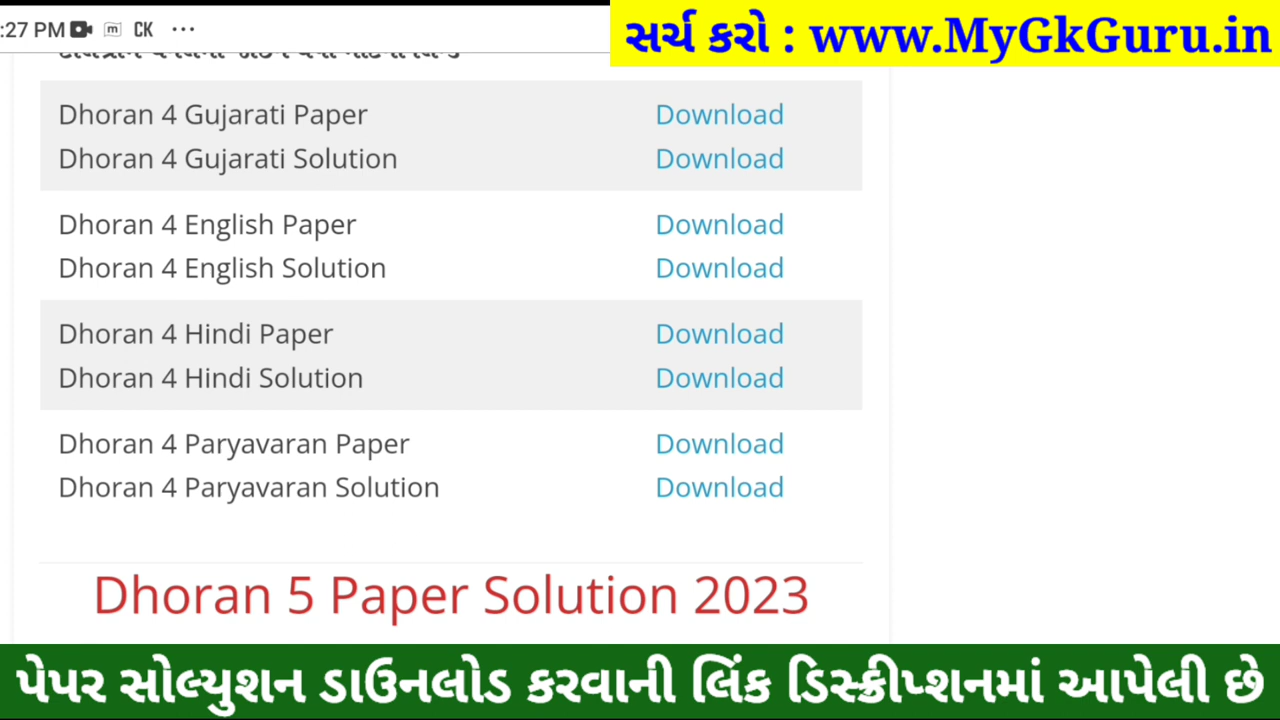 :27 PM m CK ...
સર્ચ કરો : www.MyGkGuru.in
Dhoran 4 Gujarati Paper Download
Dhoran 4 Gujarati Solution Download
Dhoran 4 English Paper Download
Dhoran 4 English Solution Download
Dhoran 4 Hindi Paper Download
Dhoran 4 Hindi Solution Download
Dhoran 4 Paryavaran Paper Download
Dhoran 4 Paryavaran Solution Download
Dhoran 5 Paper Solution 2023
પેપર સોલ્યુશન ડાઉનલોડ કરવાની લિંક ડિસ્ક્રીપ્શનમાં આપેલી છે